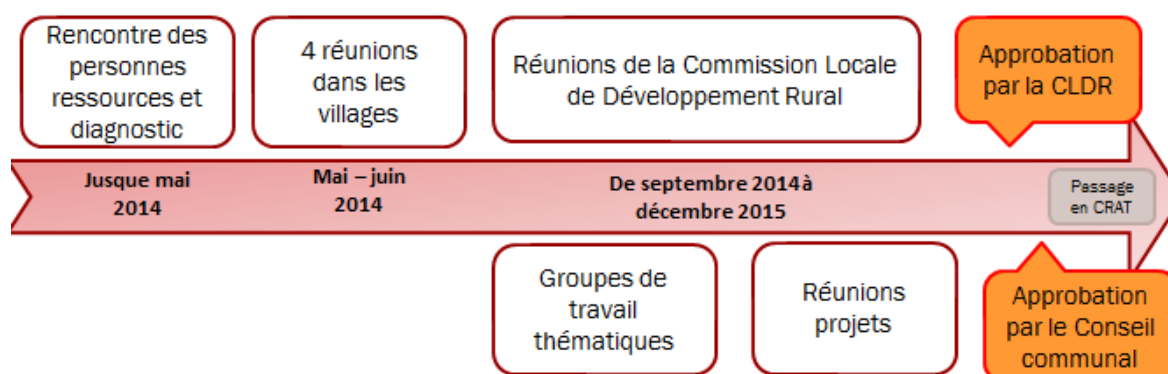 Rencontre des
personnes
ressources et
diagnostic
4 réunions
dans les
villages
Réunions de la Commission Locale
de Développement Rural
Approbation
par la CLDR
Jusque mai
2014
Mai – juin
2014
De septembre 2014 à
décembre 2015
Passage
en CRAT
Groupes de
travail
thématiques
Réunions
projets
Approbation
par le Conseil
communal